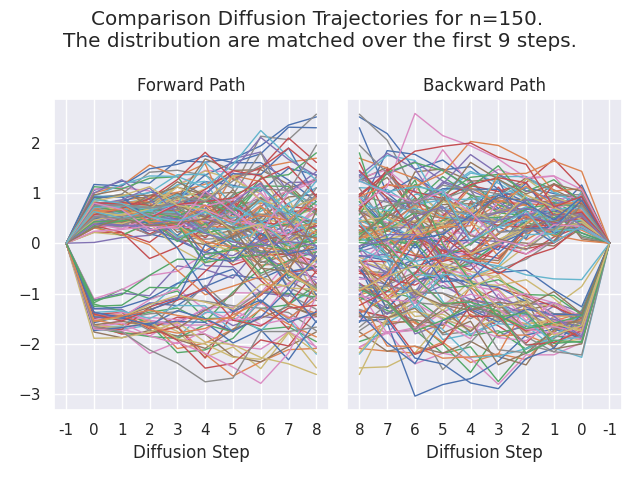 Comparison Diffusion Trajectories for n=150.
The distribution are matched over the first 9 steps.
Forward Path
Backward Path
2
1
0
−1
−2
−3
-1 0 1 2 3 4 5 6 7 8
8 7 6 5 4 3 2 1 0 -1
Diffusion Step
Diffusion Step